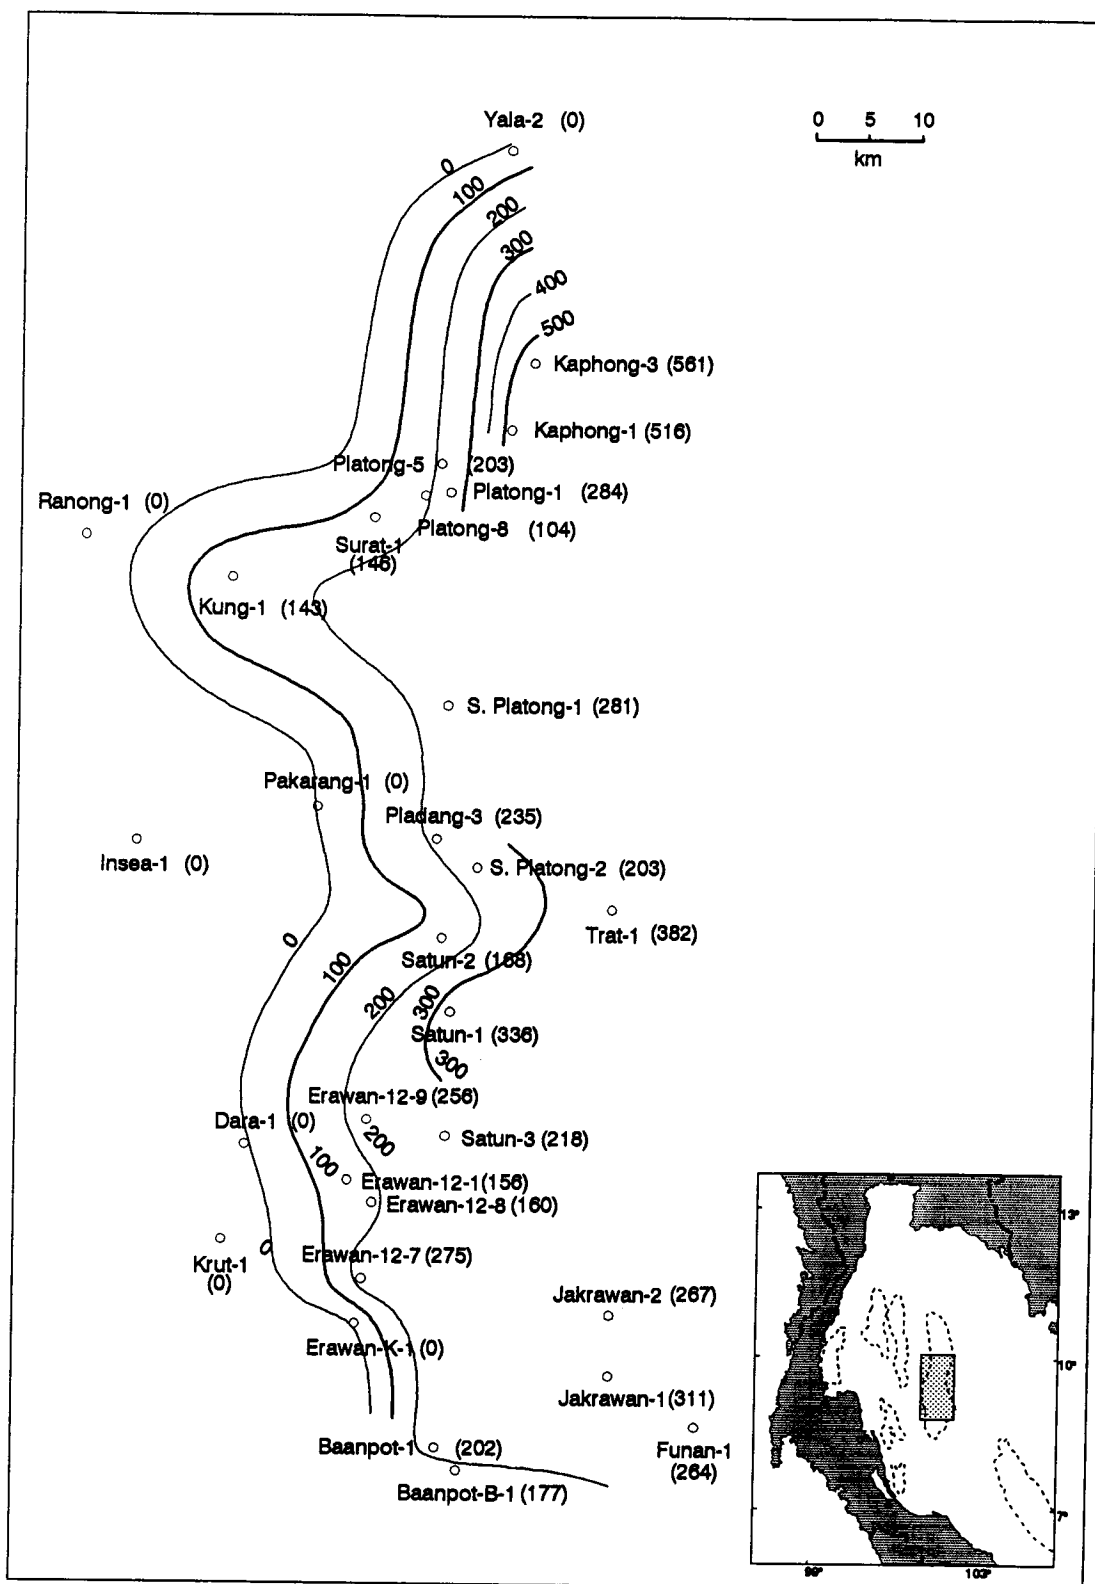 Yala-2 (0)
0 5 10
km
0
100
200
300
400
500
Kaphong-3 (561)
Kaphong-1 (516)
Platong-5 (203)
Ranong-1 (0)
Platong-1 (284)
Platong-8 (104)
Surat-1
(146)
Kung-1 (143)
S. Platong-1 (281)
Pakarang-1 (0)
Pladang-3 (235)
Insea-1 (0)
S. Platong-2 (203)
Trat-1 (382)
0
100
Satun-2 (168)
200
300
Satun-1 (336)
300
Erawan-12-9 (256)
Dara-1 (0)
200
Satun-3 (218)
100
Erawan-12-1 (156)
Erawan-12-8 (160)
0
Krut-1
(0)
Erawan-12-7 (275)
Jakrawan-2 (267)
Erawan-K-1 (0)
Jakrawan-1 (311)
Baanpot-1 (202)
Funan-1
(264)
Baanpot-B-1 (177)
13°
10°
7°
99°
103°